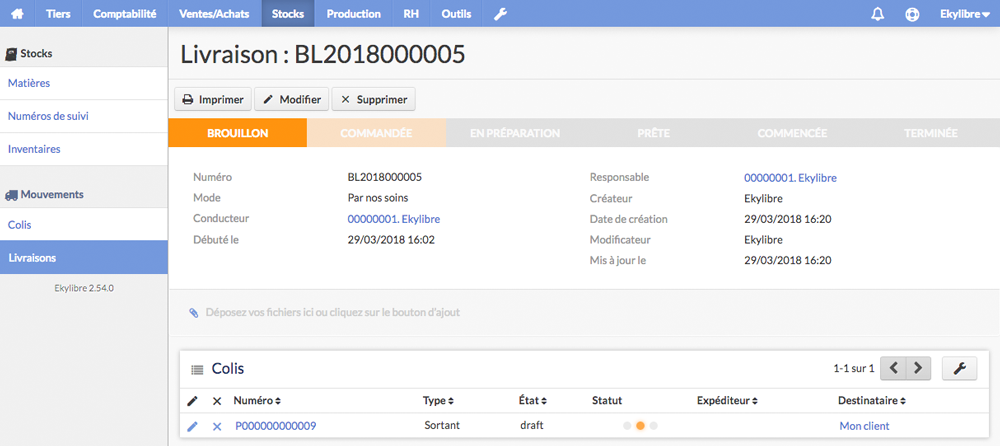 Tiers Comptabilité Ventes/Achats Stocks Production RH Outils Ekylibre
Stocks
Matières
Numéros de suivi
Inventaires
Mouvements
Colis
Livraisons
Ekylibre 2.54.0
Livraison : BL2018000005
Imprimer Modifier Supprimer
BROUILLON COMMANDÉE EN PRÉPARATION PRÊTE COMMENCÉE TERMINÉE
Numéro BL2018000005 Responsable 00000001. Ekylibre
Mode Par nos soins Créateur Ekylibre
Conducteur 00000001. Ekylibre Date de création 29/03/2018 16:20
Débuté le 29/03/2018 16:02 Modificateur Ekylibre
Mis à jour le 29/03/2018 16:20
Déposez vos fichiers ici ou cliquez sur le bouton d'ajout
Colis 1-1 sur 1
Numéro Type État Statut Expéditeur Destinataire
P000000000009 Sortant draft Mon client